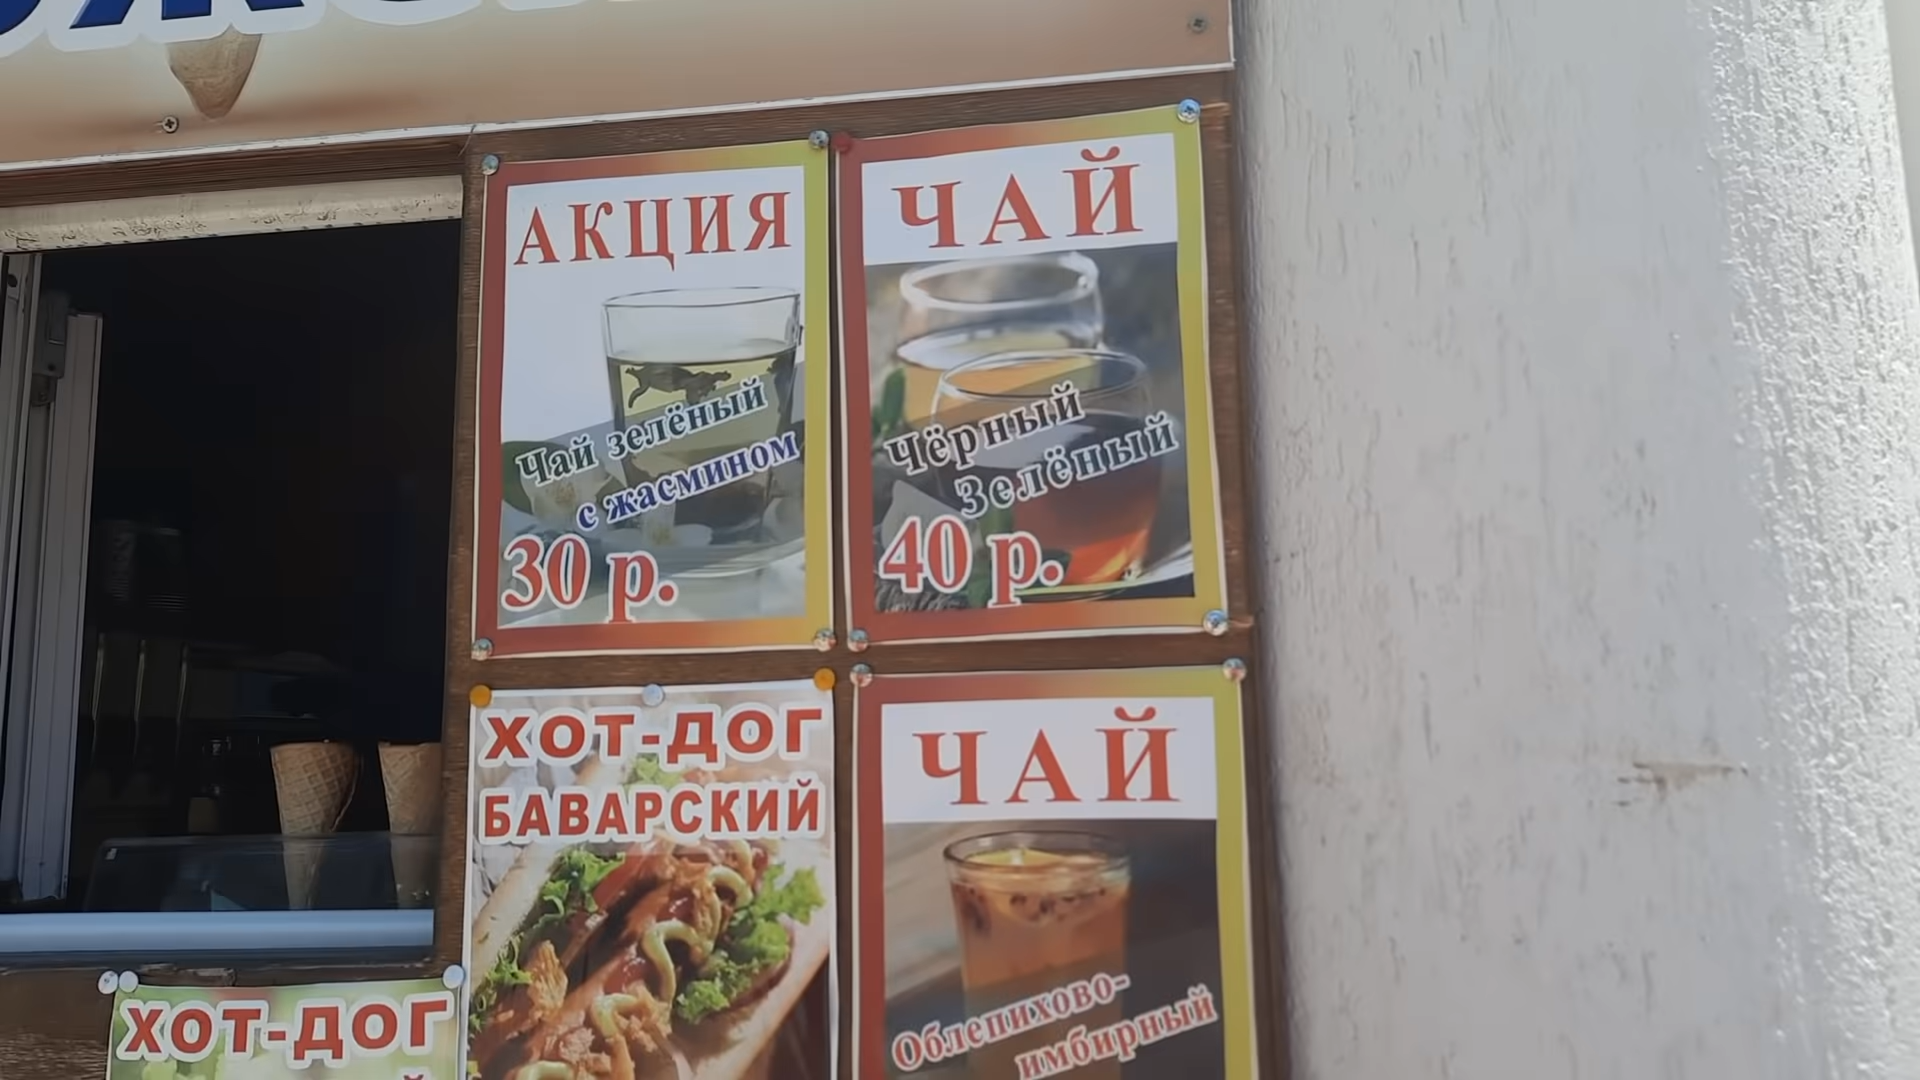 АКЦИЯ
Чай зелёный
с жасмином
30 р.
ЧАЙ
Чёрный
Зелёный
40 р.
ХОТ-ДОГ
БАВАРСКИЙ
ЧАЙ
Облепихово-
имбирный
ХОТ-ДОГ